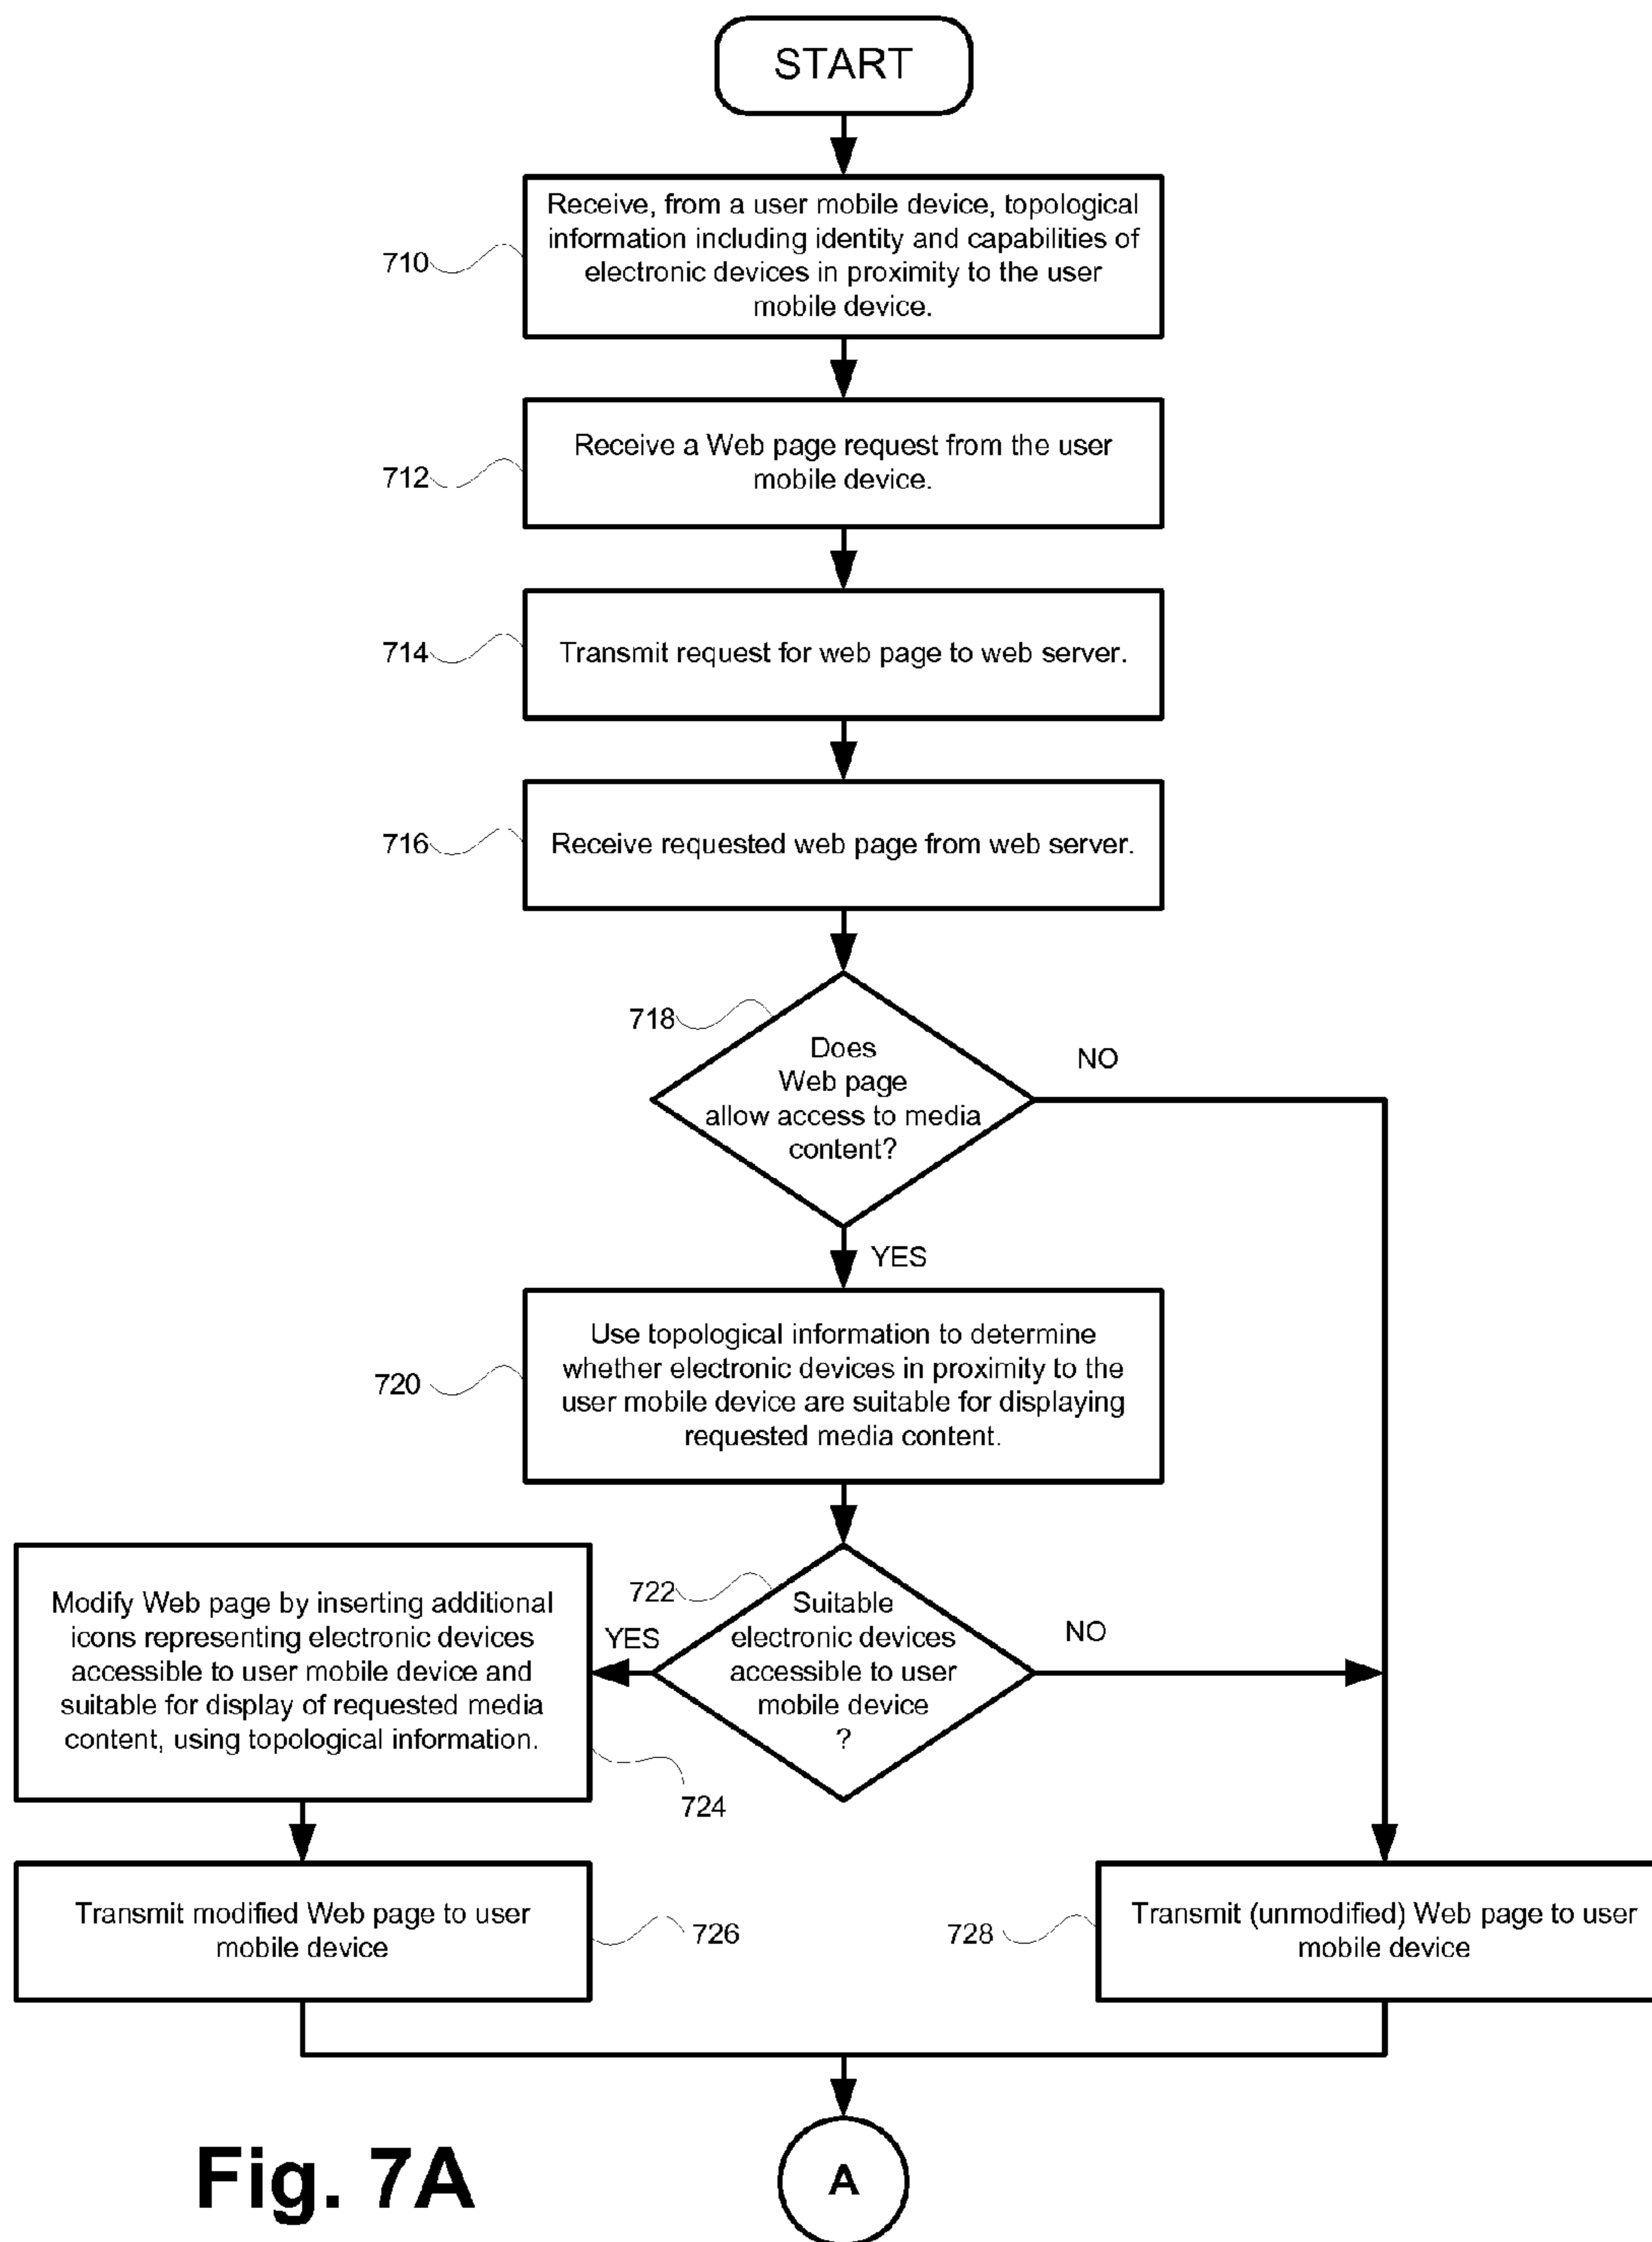 START
Receive, from a user mobile device, topological
information including identity and capabilities of
electronic devices in proximity to the user
mobile device.
710
Receive a Web page request from the user
mobile device.
712
714
Transmit request for web page to web server.
716
Receive requested web page from web server.
718
Does
Web page
allow access to media
content?
NO
YES
Use topological information to determine
whether electronic devices in proximity to the
user mobile device are suitable for displaying
requested media content.
720
722
Suitable
electronic devices
accessible to user
mobile device
?
YES
NO
Modify Web page by inserting additional
icons representing electronic devices
accessible to user mobile device and
suitable for display of requested media
content, using topological information.
724
Transmit modified Web page to user
mobile device
726
728
Transmit (unmodified) Web page to user
mobile device
A
Fig. 7A